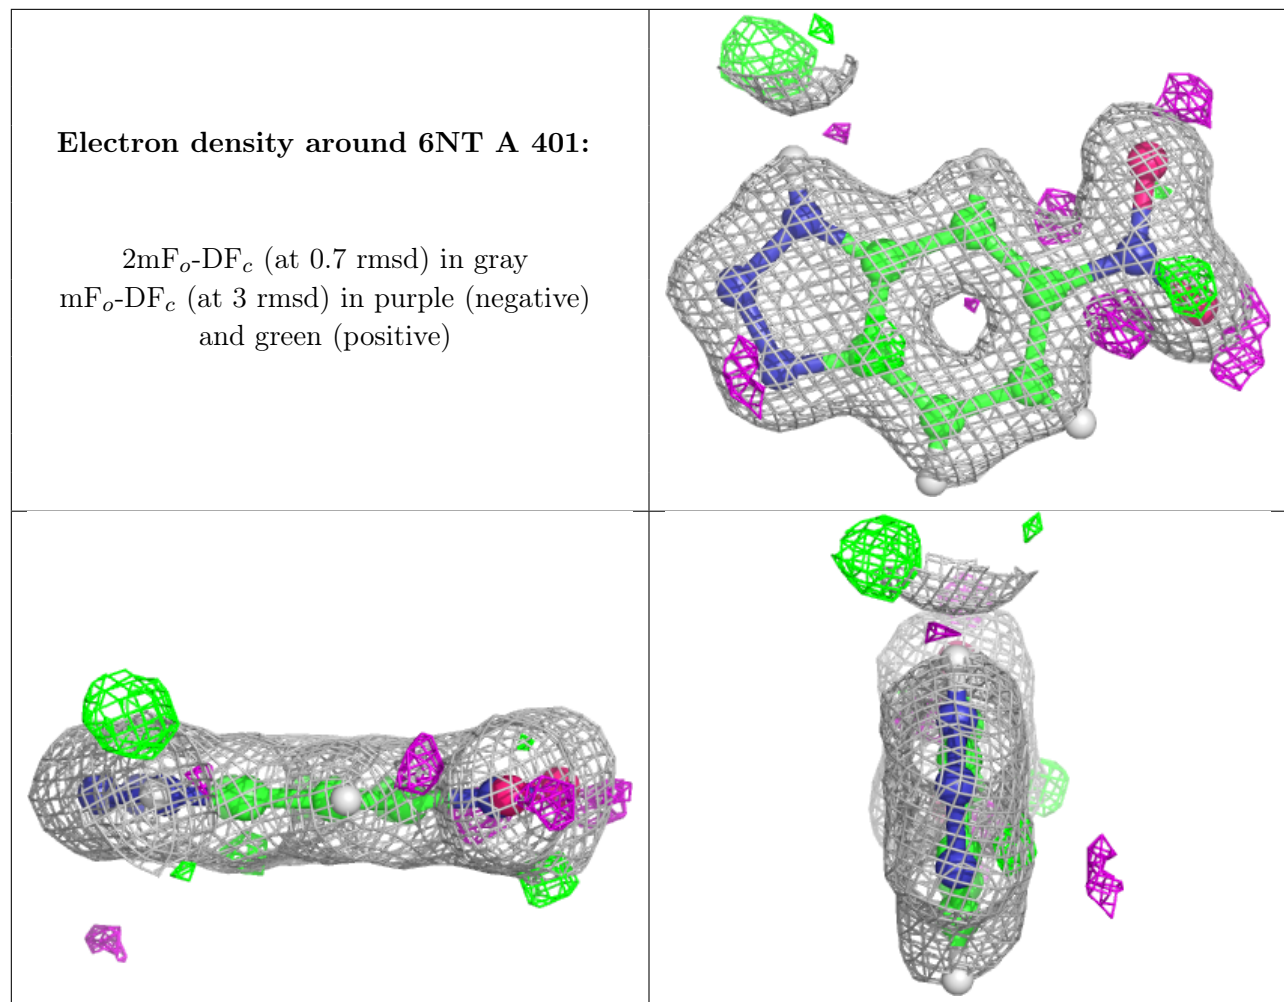 Electron density around 6NT A 401:
2mFo-DFc (at 0.7 rmsd) in gray
mFo-DFc (at 3 rmsd) in purple (negative)
and green (positive)